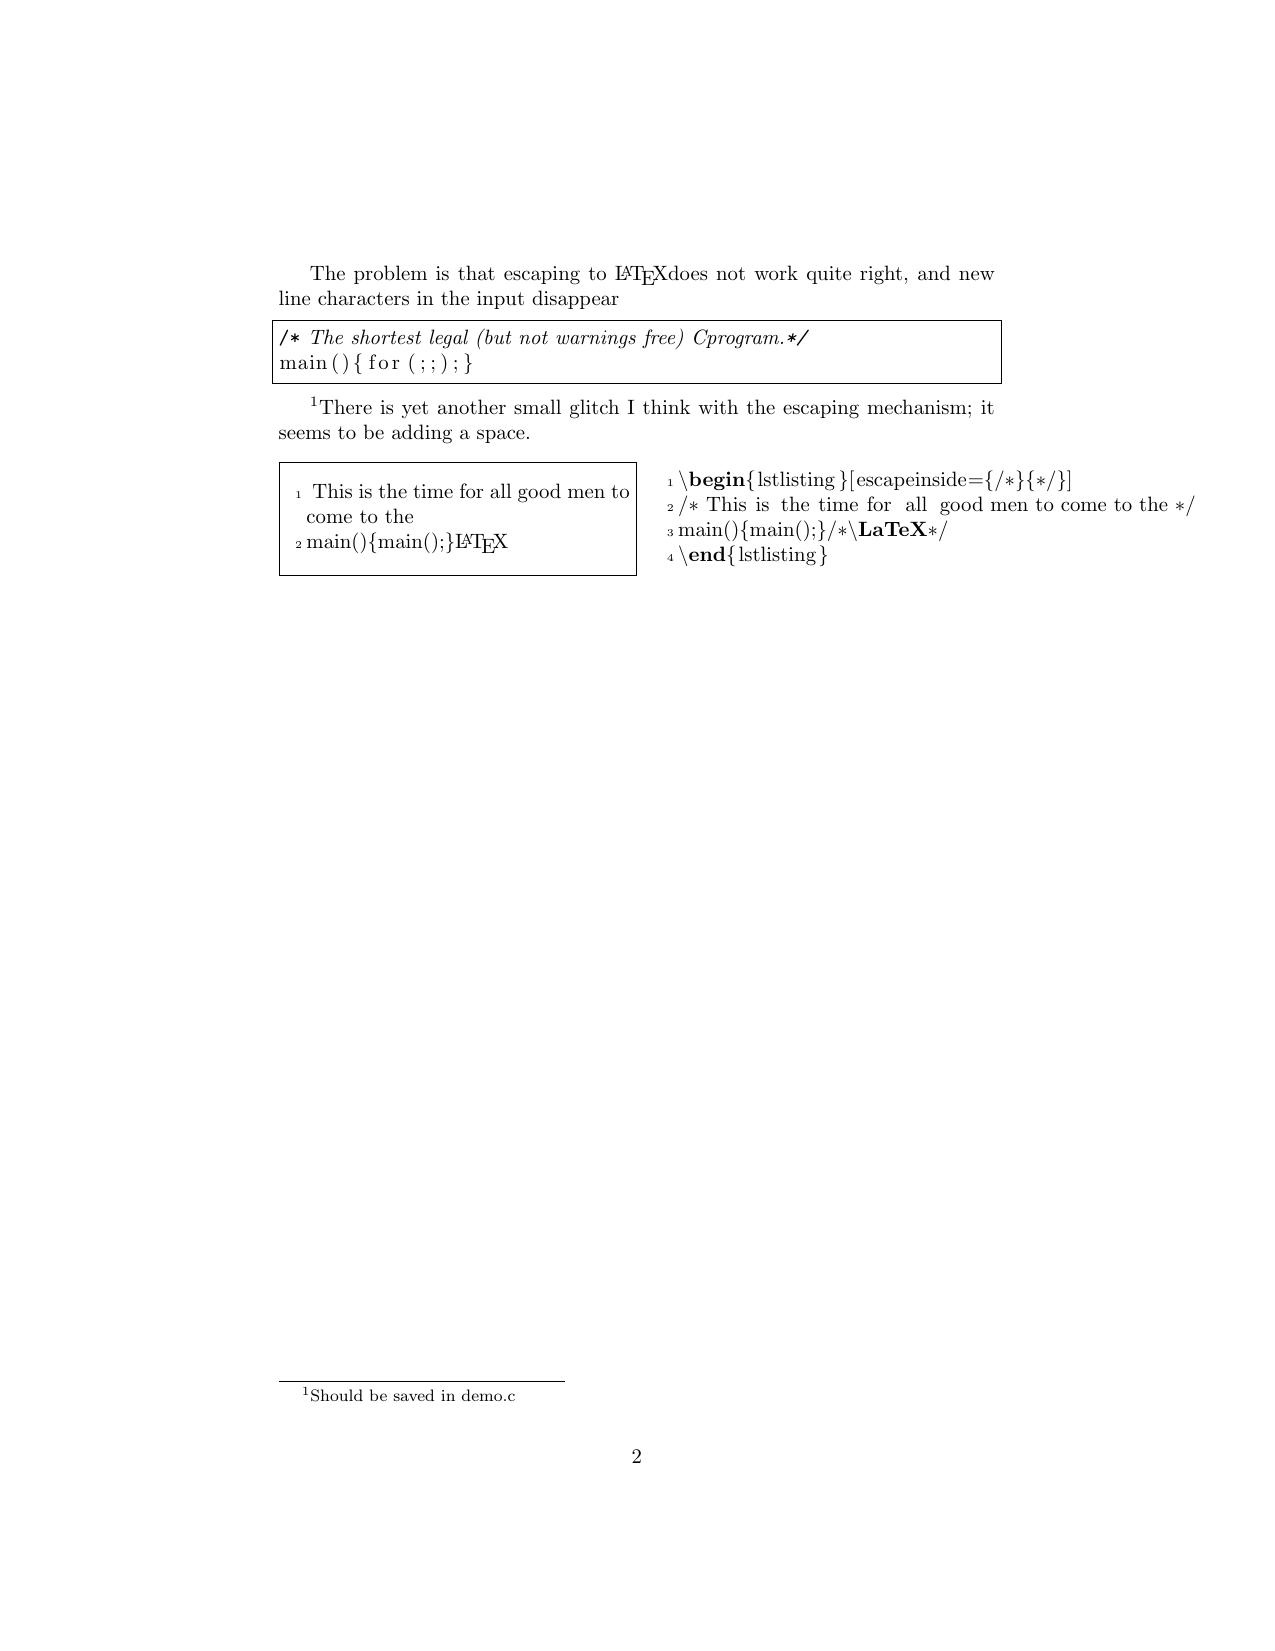 The problem is that escaping to LATEXdoes not work quite right, and new
line characters in the input disappear
/* The shortest legal (but not warnings free) Cprogram.*/
main(){for(;;);}
1There is yet another small glitch I think with the escaping mechanism; it
seems to be adding a space.
1 This is the time for all good men to
come to the
2 main(){main();}LATEX
1 \begin{lstlisting}[escapeinside={/*}{*/}]
2 /* This is the time for all good men to come to the */
3 main(){main();}/*\LaTeX*/
4 \end{lstlisting}
1Should be saved in demo.c
2